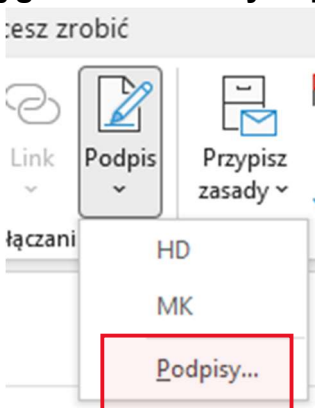 cesz zrobić
Link
Podpis
Przypisz
zasady
łączani
HD
MK
Podpisy...